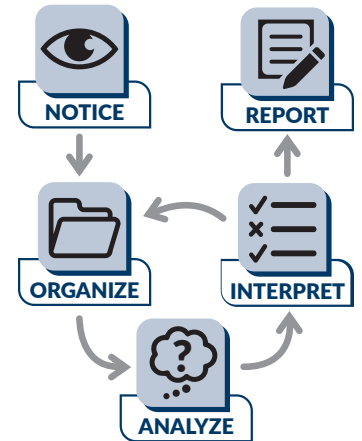 NOTICE
REPORT
ORGANIZE
INTERPRET
?
ANALYZE